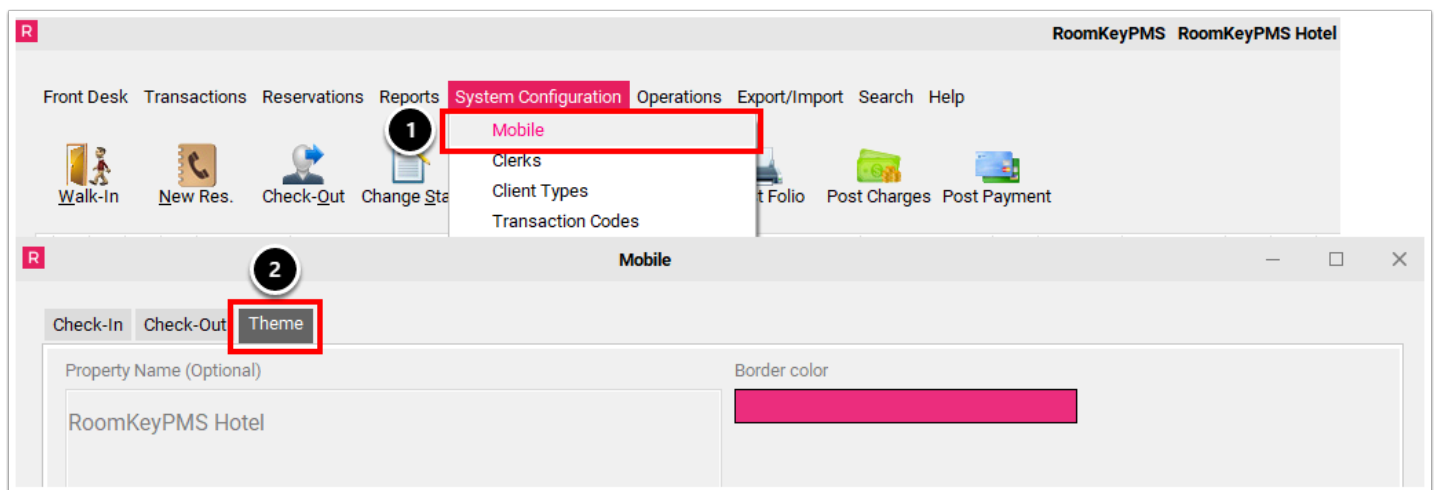 R
RoomKeyPMS RoomKeyPMS Hotel
Front Desk Transactions Reservations Reports System Configuration Operations Export/Import Search Help
1
Mobile
Clerks
Client Types
Transaction Codes
Walk-In New Res. Check-Out Change Sta t Folio Post Charges Post Payment
R
2
Mobile
Check-In Check-Out Theme
Property Name (Optional) Border color
RoomKeyPMS Hotel